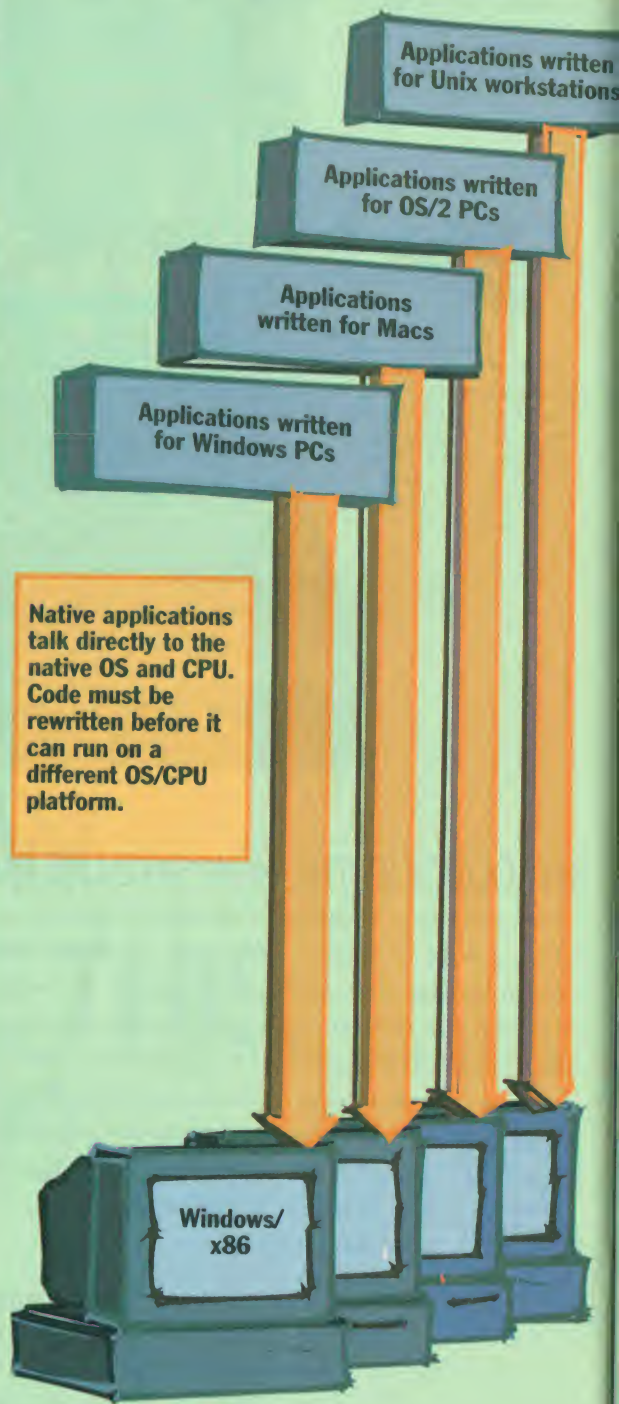 Applications written
for Unix workstations
Applications written
for OS/2 PCs
Applications
written for Macs
Applications written
for Windows PCs
Native applications
talk directly to the
native OS and CPU.
Code must be
rewritten before it
can run on a
different OS/CPU
platform.
Windows/
x86